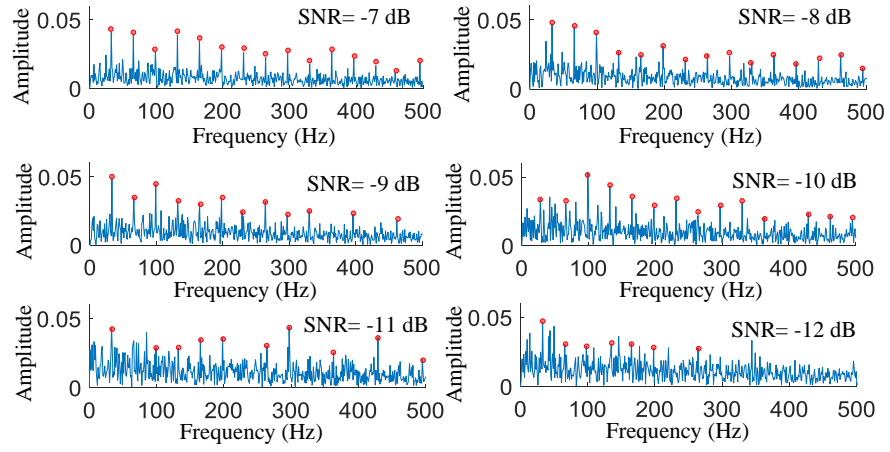 SNR= -7 dB
Amplitude
0.05
0
0 100 200 300 400 500
Frequency (Hz)
SNR= -8 dB
Amplitude
0.05
0
0 100 200 300 400 500
Frequency (Hz)
SNR= -9 dB
Amplitude
0.05
0
0 100 200 300 400 500
Frequency (Hz)
SNR= -10 dB
Amplitude
0.05
0
0 100 200 300 400 500
Frequency (Hz)
SNR= -11 dB
Amplitude
0.05
0
0 100 200 300 400 500
Frequency (Hz)
SNR= -12 dB
Amplitude
0.05
0
0 100 200 300 400 500
Frequency (Hz)